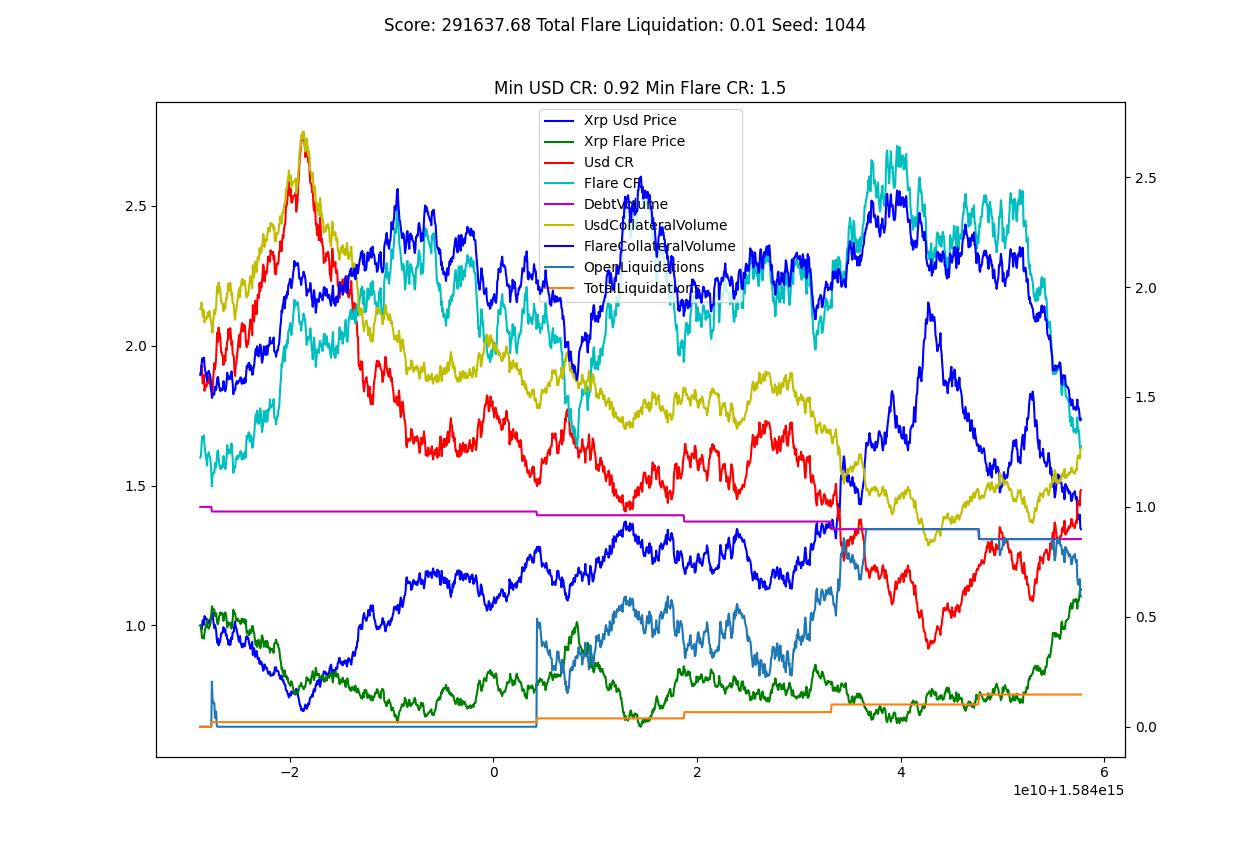 Score: 291637.68 Total Flare Liquidation: 0.01 Seed: 1044
Min USD CR: 0.92 Min Flare CR: 1.5
Xrp Usd Price
Xrp Flare Price
Usd CR
Flare CR
DebtVolume
UsdCollateralVolume
FlareCollateralVolume
OpenLiquidations
TotalLiquidations
2.5
2.0
1.5
1.0
2.5
2.0
1.5
1.0
0.5
0.0
−2
0
2
4
6
1e10+1.584e15